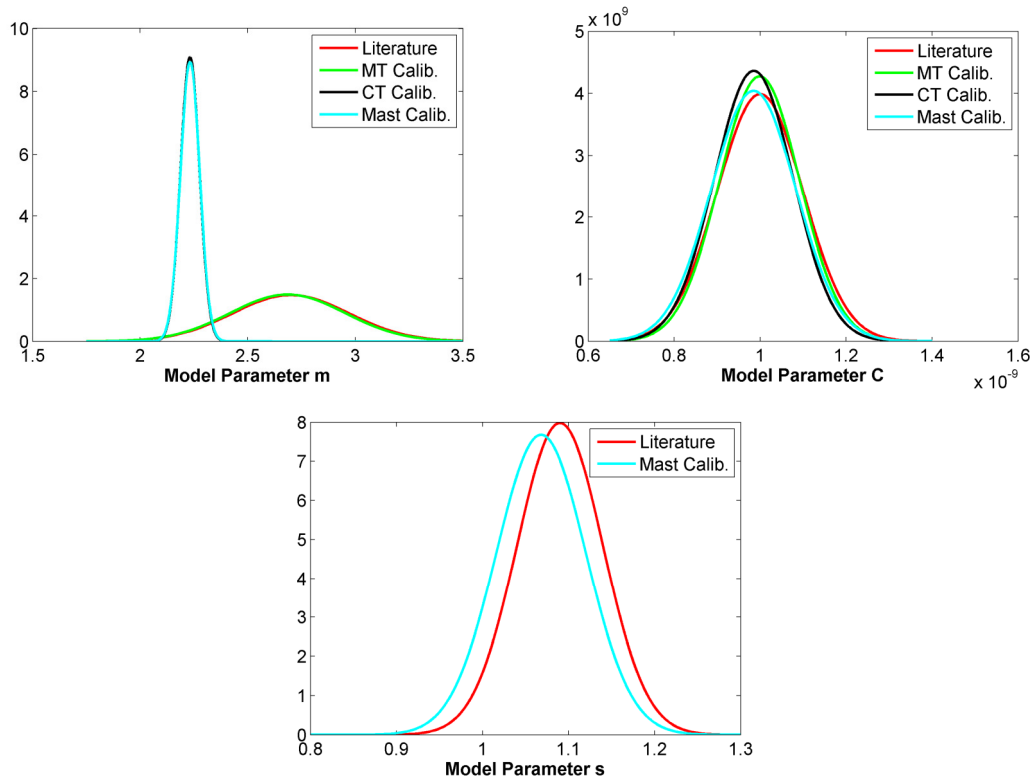 10
8
6
4
2
0
1.5 2 2.5 3 3.5
Model Parameter m
Literature
MT Calib.
CT Calib.
Mast Calib.
5 x 10^9
4
3
2
1
0
0.6 0.8 1 1.2 1.4 1.6
Model Parameter C
x 10^-9
Literature
MT Calib.
CT Calib.
Mast Calib.
8
7
6
5
4
3
2
1
0
0.8 0.9 1 1.1 1.2 1.3
Model Parameter s
Literature
Mast Calib.